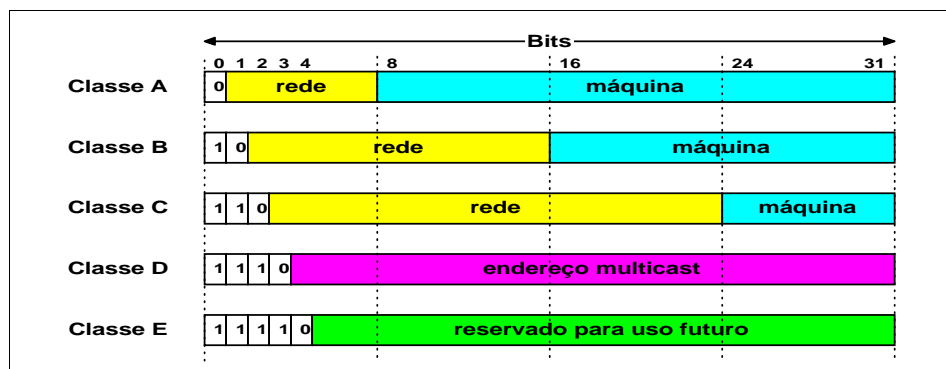 Bits
0 1 2 3 4 8 16 24 31
Classe A 0 rede máquina
Classe B 1 0 rede máquina
Classe C 1 1 0 rede máquina
Classe D 1 1 1 0 endereço multicast
Classe E 1 1 1 1 0 reservado para uso futuro